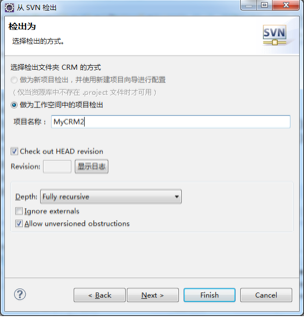 从 SVN 检出
检出为
选择检出的方式。
SVN
选择检出文件夹 CRM 的方式
做为新项目检出，并使用新建项目向导进行配置
（仅当资源库中不存在 .project 文件时才可用）
做为工作空间中的项目检出
项目名称： MyCRM2
Check out HEAD revision
Revision: 显示日志
Depth: Fully recursive
Ignore externals
Allow unversioned obstructions
? < Back Next > Finish Cancel